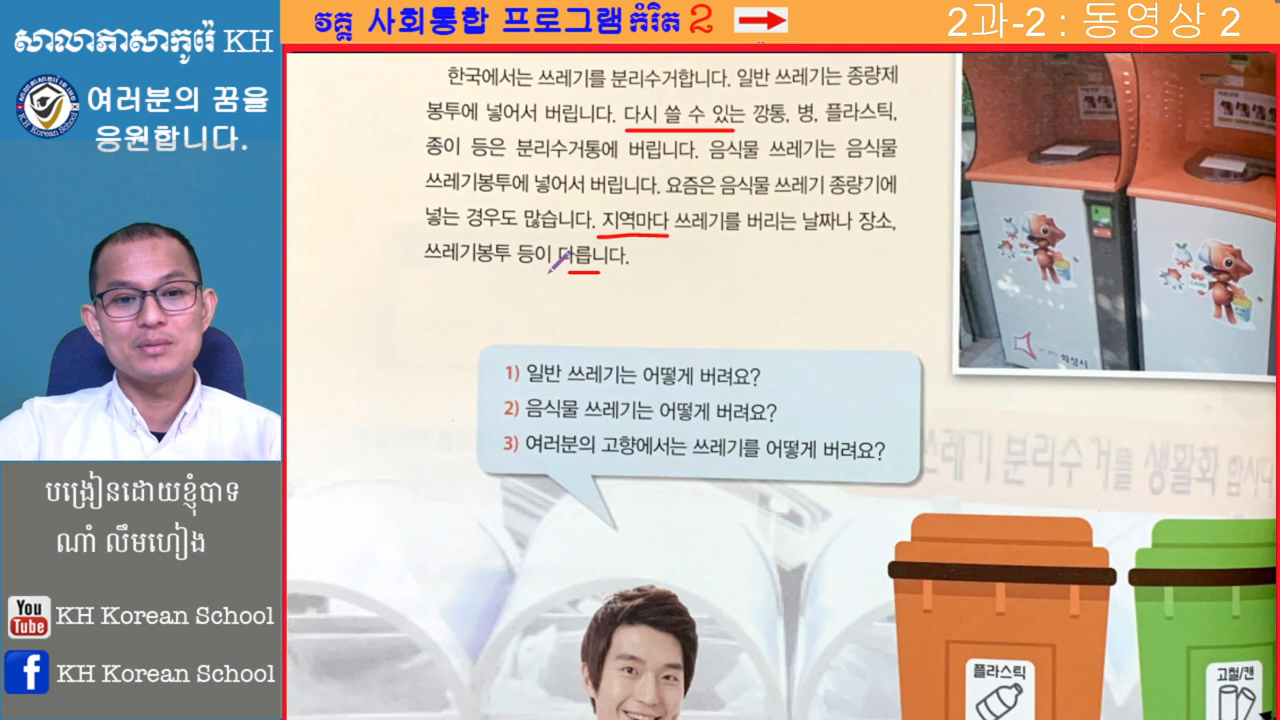 សាលាភាសាកូរ៉េ KH
여러분의 꿈을
응원합니다.
វគ្គ 사회통합 프로그램 កំរិត 2
2과-2 : 동영상 2
한국에서는 쓰레기를 분리수거합니다. 일반 쓰레기는 종량제
봉투에 넣어서 버립니다. 다시 쓸 수 있는 깡통, 병, 플라스틱,
종이 등은 분리수거통에 버립니다. 음식물 쓰레기는 음식물
쓰레기봉투에 넣어서 버립니다. 요즘은 음식물 쓰레기 종량기에
넣는 경우도 많습니다. 지역마다 쓰레기를 버리는 날짜나 장소,
쓰레기봉투 등이 다릅니다.
화성시
1) 일반 쓰레기는 어떻게 버려요?
2) 음식물 쓰레기는 어떻게 버려요?
3) 여러분의 고향에서는 쓰레기를 어떻게 버려요?
쓰레기 분리수거를 생활화 합시다
플라스틱
고철/캔
បង្រៀនដោយខ្ញុំបាទ
ណាំ លឹមហៀង
You Tube KH Korean School
f KH Korean School